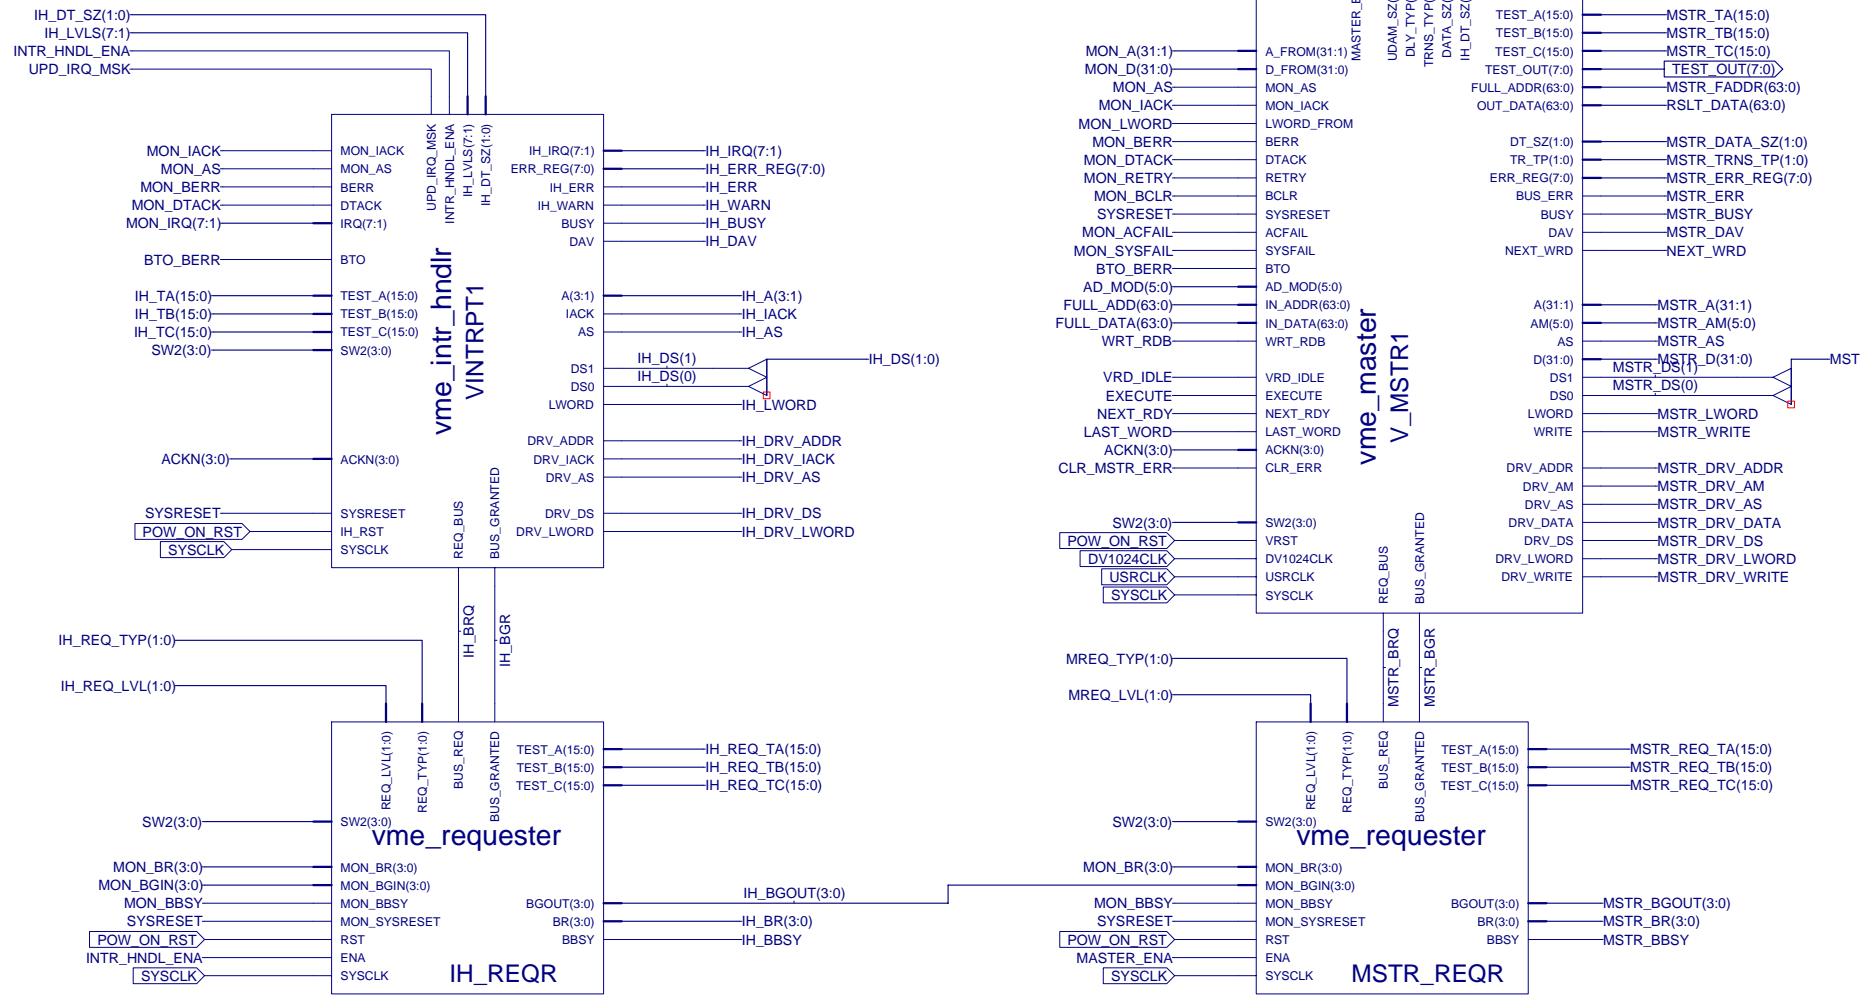 IH_DT_SZ(1:0)
IH_LVLS(7:1)
INTR_HNDL_ENA
UPD_IRQ_MSK
UPD_IRQ_MSK
INTR_HNDL_ENA
IH_LVLS(7:1)
IH_DT_SZ(1:0)
MON_IACK
MON_AS
MON_BERR
MON_DTACK
MON_IRQ(7:1)
BTO_BERR
IH_TA(15:0)
IH_TB(15:0)
IH_TC(15:0)
SW2(3:0)
ACKN(3:0)
SYSRESET
POW_ON_RST
SYSCLK
MON_IACK
MON_AS
BERR
DTACK
IRQ(7:1)
BTO
TEST_A(15:0)
TEST_B(15:0)
TEST_C(15:0)
SW2(3:0)
ACKN(3:0)
SYSRESET
IH_RST
SYSCLK
vme_intr_hndlr
VINTRPT1
IH_IRQ(7:1)
ERR_REG(7:0)
IH_ERR
IH_WARN
BUSY
DAV
A(3:1)
IACK
AS
DS1
DS0
LWORD
DRV_ADDR
DRV_IACK
DRV_AS
DRV_DS
DRV_LWORD
REQ_BUS
BUS_GRANTED
IH_IRQ(7:1)
IH_ERR_REG(7:0)
IH_ERR
IH_WARN
IH_BUSY
IH_DAV
IH_A(3:1)
IH_IACK
IH_AS
IH_DS(1)
IH_DS(0)
IH_DS(1:0)
IH_LWORD
IH_DRV_ADDR
IH_DRV_IACK
IH_DRV_AS
IH_DRV_DS
IH_DRV_LWORD
IH_BRQ
IH_BGR
IH_REQ_TYP(1:0)
IH_REQ_LVL(1:0)
REQ_LVL(1:0)
REQ_TYP(1:0)
BUS_REQ
BUS_GRANTED
SW2(3:0)
MON_BR(3:0)
MON_BGIN(3:0)
MON_BBSY
SYSRESET
POW_ON_RST
INTR_HNDL_ENA
SYSCLK
SW2(3:0)
vme_requester
MON_BR(3:0)
MON_BGIN(3:0)
MON_BBSY
MON_SYSRESET
RST
ENA
SYSCLK
IH_REQR
TEST_A(15:0)
TEST_B(15:0)
TEST_C(15:0)
BGOUT(3:0)
BR(3:0)
BBSY
IH_REQ_TA(15:0)
IH_REQ_TB(15:0)
IH_REQ_TC(15:0)
IH_BGOUT(3:0)
IH_BR(3:0)
IH_BBSY
UDAM_SZ(
DLY_TYP(
TRNS_TYP(
DATA_SZ(
IH_DT_SZ(
MON_A(31:1)
MON_D(31:0)
MON_AS
MON_IACK
MON_LWORD
MON_BERR
MON_DTACK
MON_RETRY
MON_BCLR
SYSRESET
MON_ACFAIL
MON_SYSFAIL
BTO_BERR
AD_MOD(5:0)
FULL_ADD(63:0)
FULL_DATA(63:0)
WRT_RDB
VRD_IDLE
EXECUTE
NEXT_RDY
LAST_WORD
ACKN(3:0)
CLR_MSTR_ERR
SW2(3:0)
POW_ON_RST
DV1024CLK
USRCLK
SYSCLK
A_FROM(31:1)
D_FROM(31:0)
MON_AS
MON_IACK
LWORD_FROM
BERR
DTACK
RETRY
BCLR
SYSRESET
ACFAIL
SYSFAIL
BTO
AD_MOD(5:0)
IN_ADDR(63:0)
IN_DATA(63:0)
WRT_RDB
VRD_IDLE
EXECUTE
NEXT_RDY
LAST_WORD
ACKN(3:0)
CLR_ERR
SW2(3:0)
VRST
DV1024CLK
USRCLK
SYSCLK
vme_master
V_MSTR1
TEST_A(15:0)
TEST_B(15:0)
TEST_C(15:0)
TEST_OUT(7:0)
FULL_ADDR(63:0)
OUT_DATA(63:0)
DT_SZ(1:0)
TR_TP(1:0)
ERR_REG(7:0)
BUS_ERR
BUSY
DAV
NEXT_WRD
A(31:1)
AM(5:0)
AS
D(31:0)
DS1
DS0
LWORD
WRITE
DRV_ADDR
DRV_AM
DRV_AS
DRV_DATA
DRV_DS
DRV_LWORD
DRV_WRITE
REQ_BUS
BUS_GRANTED
MSTR_TA(15:0)
MSTR_TB(15:0)
MSTR_TC(15:0)
TEST_OUT(7:0)
MSTR_FADDR(63:0)
RSLT_DATA(63:0)
MSTR_DATA_SZ(1:0)
MSTR_TRNS_TP(1:0)
MSTR_ERR_REG(7:0)
MSTR_ERR
MSTR_BUSY
MSTR_DAV
NEXT_WRD
MSTR_A(31:1)
MSTR_AM(5:0)
MSTR_AS
MSTR_D(31:0)
MST
MSTR_DS(1)
MSTR_DS(0)
MSTR_LWORD
MSTR_WRITE
MSTR_DRV_ADDR
MSTR_DRV_AM
MSTR_DRV_AS
MSTR_DRV_DATA
MSTR_DRV_DS
MSTR_DRV_LWORD
MSTR_DRV_WRITE
MSTR_BRQ
MSTR_BGR
MREQ_TYP(1:0)
MREQ_LVL(1:0)
REQ_LVL(1:0)
REQ_TYP(1:0)
BUS_REQ
BUS_GRANTED
SW2(3:0)
MON_BR(3:0)
MON_BBSY
SYSRESET
POW_ON_RST
MASTER_ENA
SYSCLK
SW2(3:0)
vme_requester
MON_BR(3:0)
MON_BGIN(3:0)
MON_BBSY
MON_SYSRESET
RST
ENA
SYSCLK
MSTR_REQR
TEST_A(15:0)
TEST_B(15:0)
TEST_C(15:0)
BGOUT(3:0)
BR(3:0)
BBSY
MSTR_REQ_TA(15:0)
MSTR_REQ_TB(15:0)
MSTR_REQ_TC(15:0)
MSTR_BGOUT(3:0)
MSTR_BR(3:0)
MSTR_BBSY